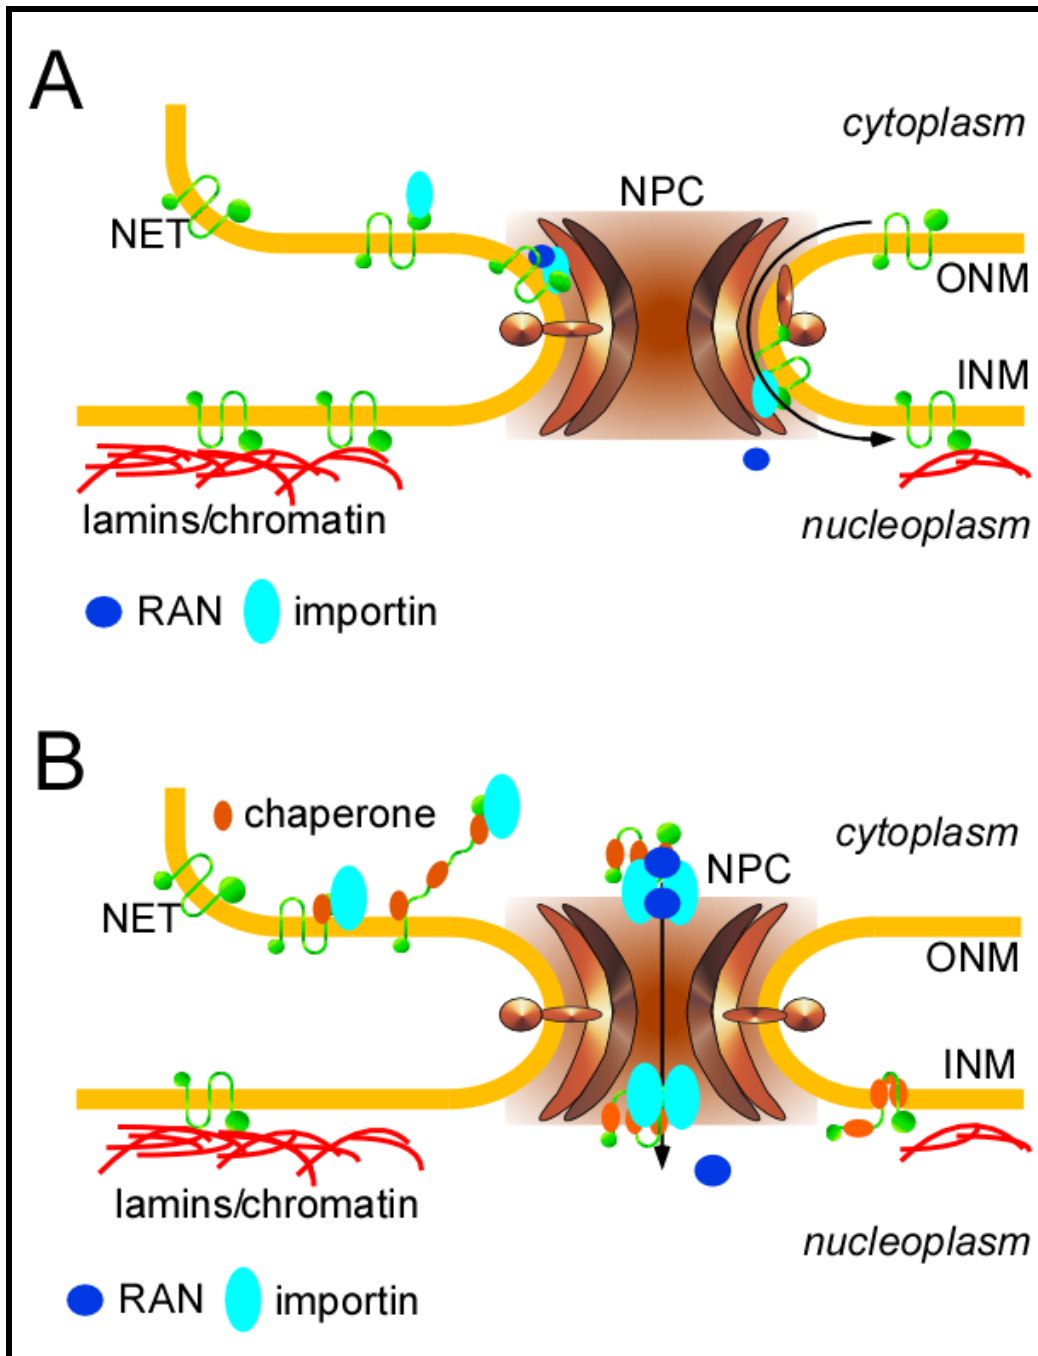 A
cytoplasm
NPC
NET
ONM
INM
lamins/chromatin
nucleoplasm
RAN importin
B
chaperone
cytoplasm
NPC
NET
ONM
INM
lamins/chromatin
nucleoplasm
RAN importin